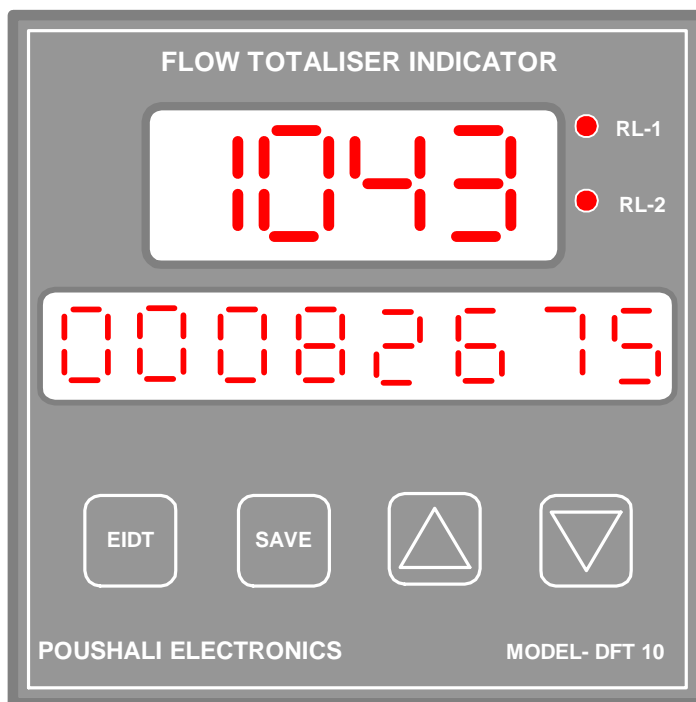 FLOW TOTALISER INDICATOR
1043
RL-1
RL-2
00082675
EIDT
SAVE
POUSHALI ELECTRONICS
MODEL- DFT 10